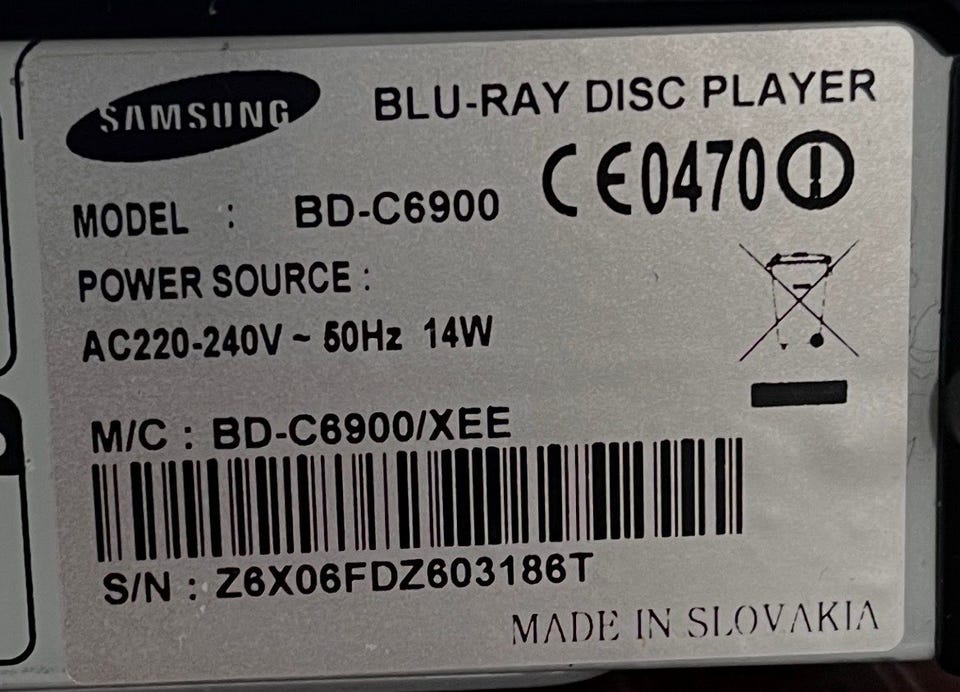 SAMSUNG
BLU-RAY DISC PLAYER
CE0470
MODEL : BD-C6900
POWER SOURCE :
AC220-240V ~ 50Hz 14W
M/C : BD-C6900/XEE
S/N : Z6X06FDZ603186T
MADE IN SLOVAKIA